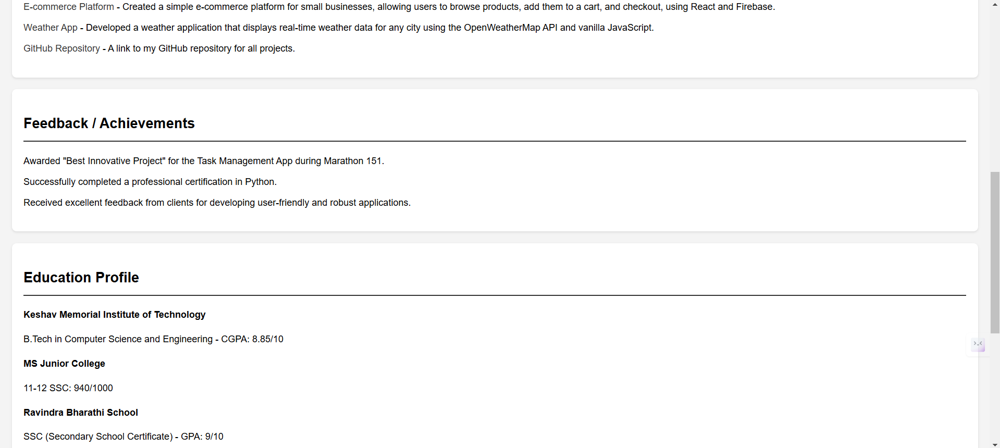 E-commerce Platform - Created a simple e-commerce platform for small businesses, allowing users to browse products, add them to a cart, and checkout, using React and Firebase.
Weather App - Developed a weather application that displays real-time weather data for any city using the OpenWeatherMap API and vanilla JavaScript.
GitHub Repository - A link to my GitHub repository for all projects.
Feedback / Achievements
Awarded "Best Innovative Project" for the Task Management App during Marathon 151.
Successfully completed a professional certification in Python.
Received excellent feedback from clients for developing user-friendly and robust applications.
Education Profile
Keshav Memorial Institute of Technology
B.Tech in Computer Science and Engineering - CGPA: 8.85/10
MS Junior College
11-12 SSC: 940/1000
Ravindra Bharathi School
SSC (Secondary School Certificate) - GPA: 9/10